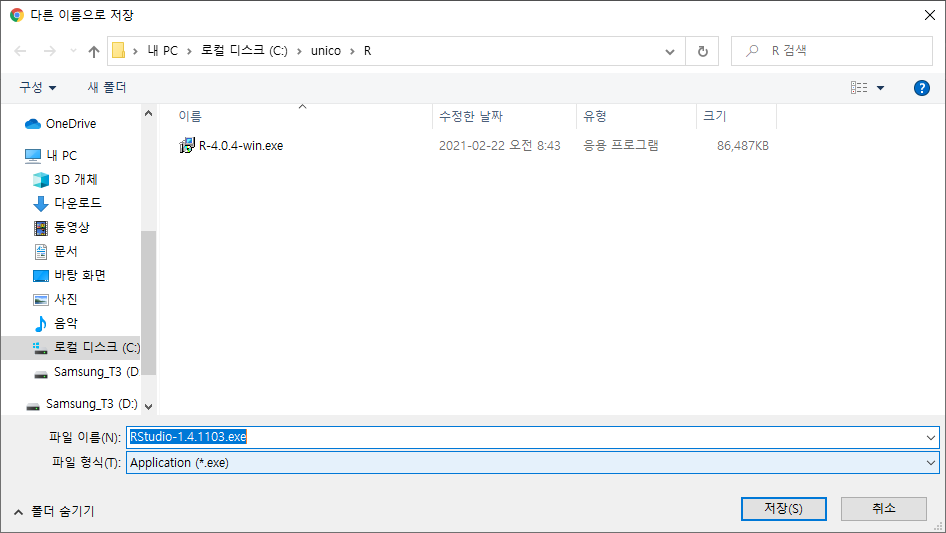 다른 이름으로 저장
내 PC > 로컬 디스크 (C:) > unico > R
R 검색
구성
새 폴더
?
이름
수정한 날짜
유형
크기
OneDrive
내 PC
3D 개체
다운로드
동영상
문서
바탕 화면
사진
음악
로컬 디스크 (C:)
Samsung_T3 (D
Samsung_T3 (D:)
R-4.0.4-win.exe
2021-02-22 오전 8:43
응용 프로그램
86,487KB
파일 이름(N):
RStudio-1.4.1103.exe
파일 형식(T):
Application (*.exe)
폴더 숨기기
저장(S)
취소